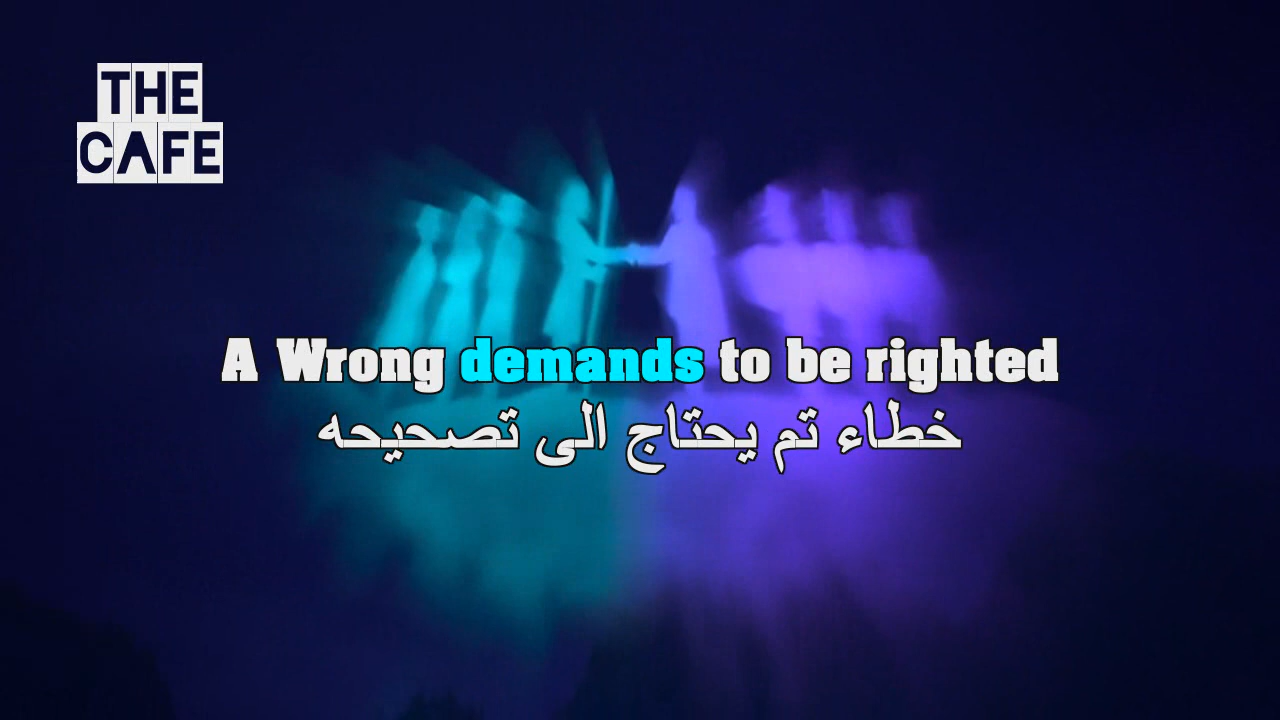 THE
CAFE
A Wrong demands to be righted
خطاء تم يحتاج الى تصحيحه